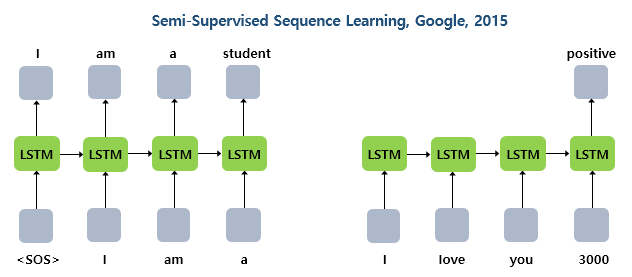 Semi-Supervised Sequence Learning, Google, 2015
I am a student positive
LSTM LSTM LSTM LSTM LSTM LSTM LSTM LSTM
<SOS> I am a I love you 3000